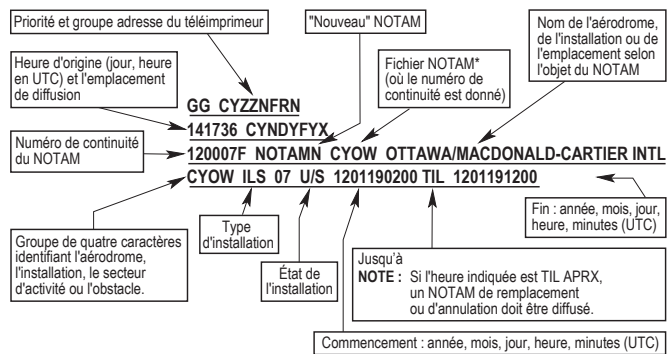 Priorité et groupe adresse du téléimprimeur
"Nouveau" NOTAM
Nom de l'aérodrome,
de l'installation ou de
l'emplacement selon
l'objet du NOTAM
Heure d'origine (jour, heure
en UTC) et l'emplacement
de diffusion
Fichier NOTAM*
(où le numéro de
continuité est donné)
Numéro de continuité
du NOTAM
GG CYZZNFRN
141736 CYNDYFYX
120007F NOTAMN CYOW OTTAWA/MACDONALD-CARTIER INTL
CYOW ILS 07 U/S 1201190200 TIL 1201191200
Groupe de quatre caractères
identifiant l'aérodrome,
l'installation, le secteur
d'activité ou l'obstacle.
Type
d'installation
État de
l'installation
Jusqu'à
NOTE : Si l'heure indiquée est TIL APRX,
un NOTAM de remplacement
ou d'annulation doit être diffusé.
Fin : année, mois, jour,
heure, minutes (UTC)
Commencement : année, mois, jour, heure, minutes (UTC)